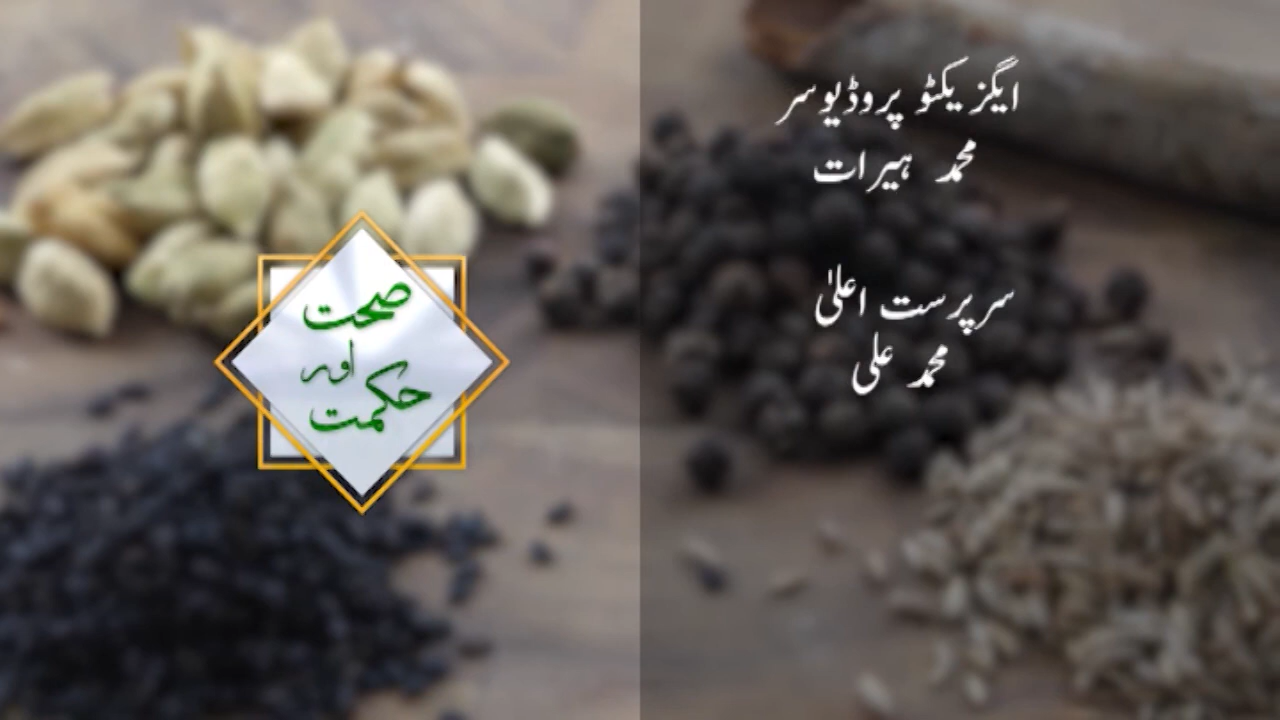 صحت
اور
حکمت
ایگزیکٹو پروڈیوسر
محمد ہیرات
سرپرست اعلیٰ
محمد علی